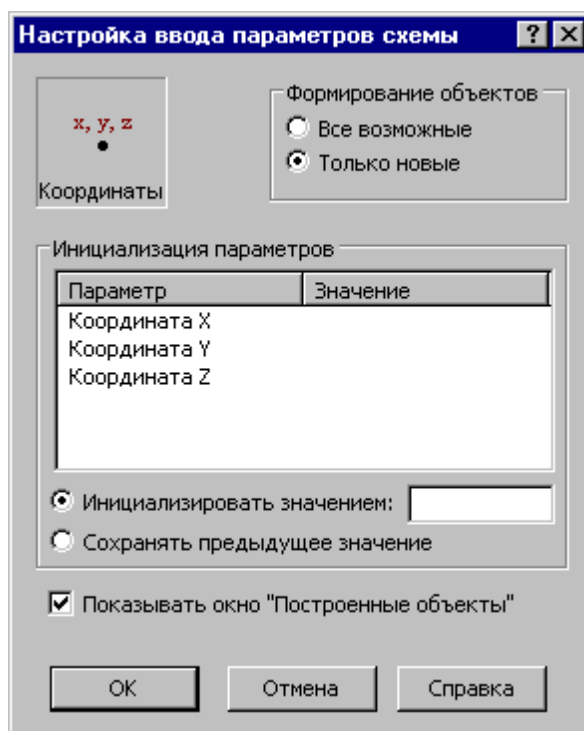 Настройка ввода параметров схемы
x, y, z
Координаты
Формирование объектов
Все возможные
Только новые
Инициализация параметров
Параметр Значение
Координата X
Координата Y
Координата Z
Инициализировать значением:
Сохранять предыдущее значение
Показывать окно "Построенные объекты"
ОК Отмена Справка